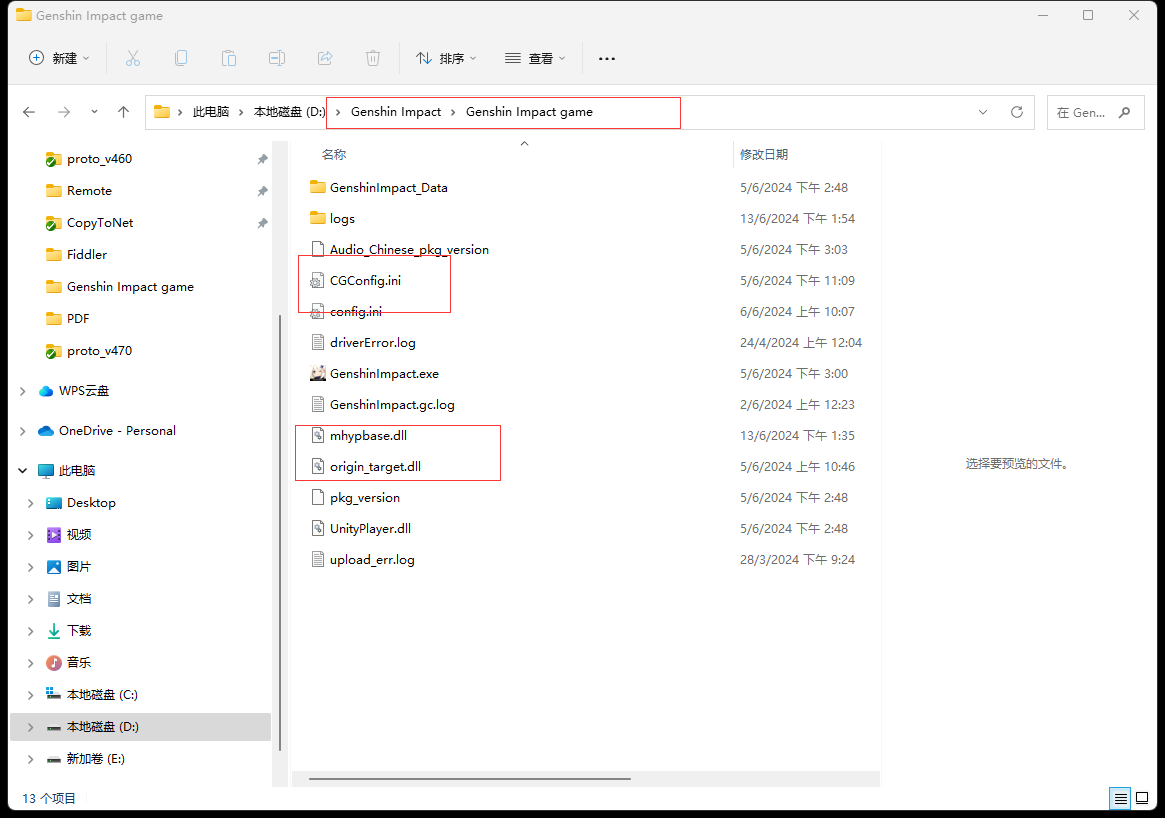 Genshin Impact game
新建
排序
查看
此电脑 › 本地磁盘 (D:) › Genshin Impact › Genshin Impact game
在 Gen...
proto_v460
Remote
CopyToNet
Fiddler
Genshin Impact game
PDF
proto_v470
WPS云盘
OneDrive - Personal
此电脑
Desktop
视频
图片
文档
下载
音乐
本地磁盘 (C:)
本地磁盘 (D:)
新加卷 (E:)
名称 修改日期
GenshinImpact_Data 5/6/2024 下午 2:48
logs 13/6/2024 下午 1:54
Audio_Chinese_pkg_version 5/6/2024 下午 3:03
CGConfig.ini 5/6/2024 下午 11:09
config.ini 6/6/2024 上午 10:07
driverError.log 24/4/2024 上午 12:04
GenshinImpact.exe 5/6/2024 下午 3:00
GenshinImpact.gc.log 2/6/2024 上午 12:23
mhypbase.dll 13/6/2024 下午 1:35
origin_target.dll 5/6/2024 上午 10:46
pkg_version 5/6/2024 下午 2:48
UnityPlayer.dll 5/6/2024 下午 2:48
upload_err.log 28/3/2024 下午 9:24
选择要预览的文件。
13 个项目